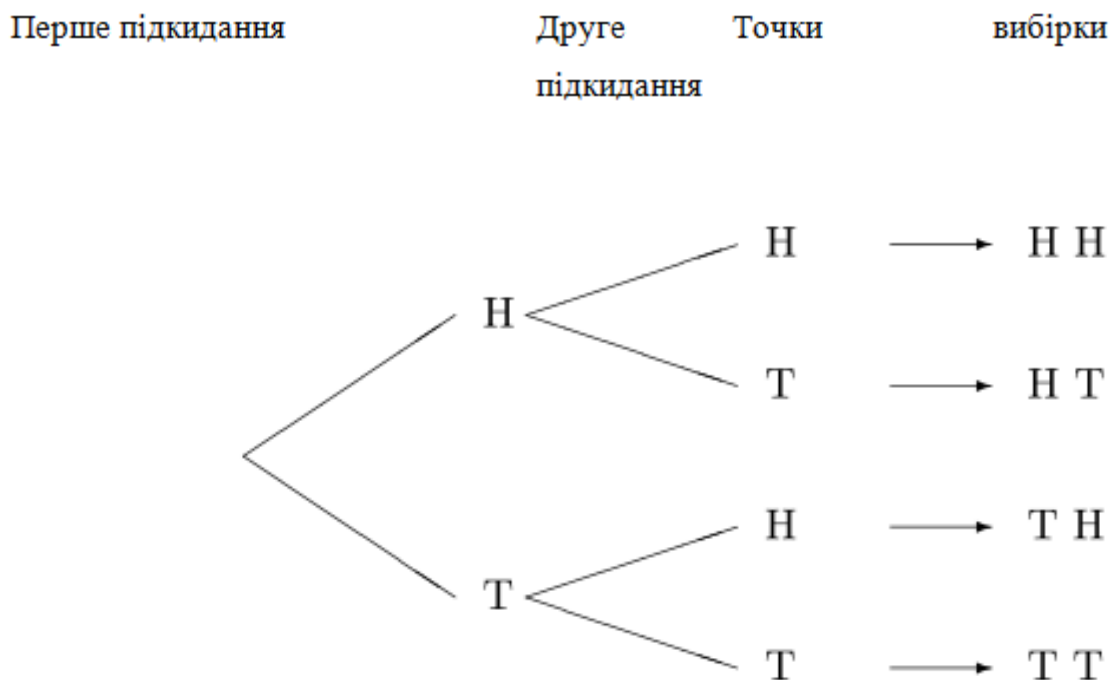 Перше підкидання Друге Точки вибірки
підкидання
H → H H
H
T → H T
H → T H
T
T → T T